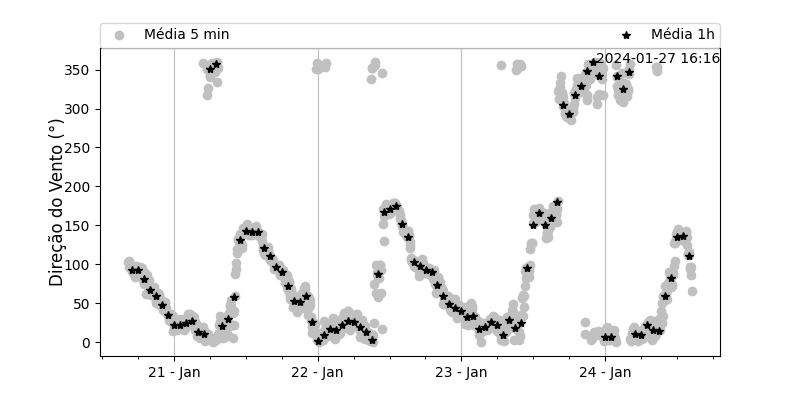 Média 5 min
Média 1h
2024-01-27 16:16
Direção do Vento (°)
350
300
250
200
150
100
50
0
21 - Jan
22 - Jan
23 - Jan
24 - Jan